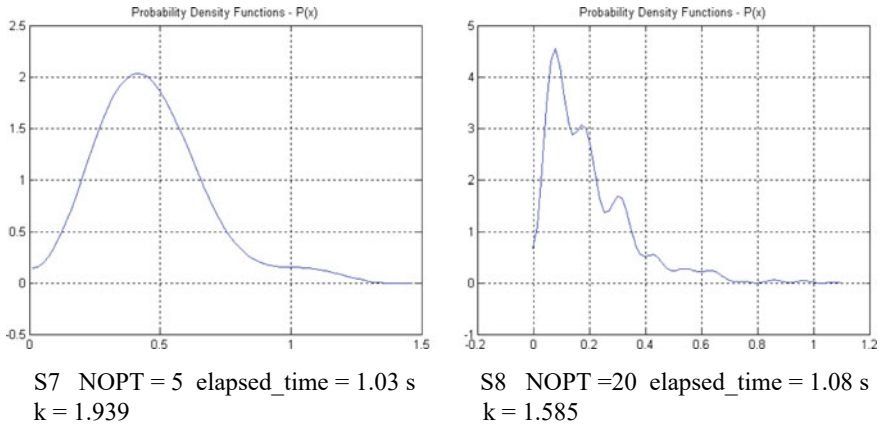 Probability Density Functions - P(x)
2.5
2
1.5
1
0.5
0
-0.5
0 0.5 1 1.5
S7 NOPT = 5 elapsed_time = 1.03 s
k = 1.939
Probability Density Functions - P(x)
5
4
3
2
1
0
-1
-0.2 0 0.2 0.4 0.6 0.8 1 1.2
S8 NOPT =20 elapsed_time = 1.08 s
k = 1.585